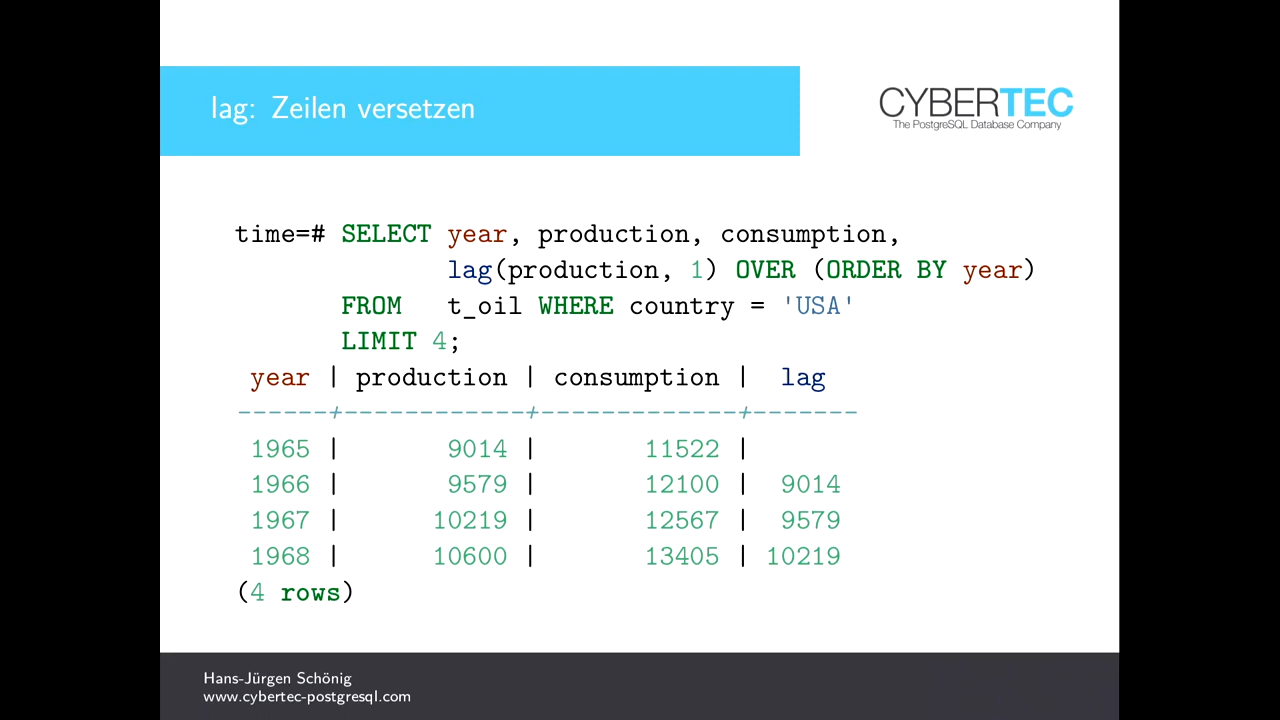 lag: Zeilen versetzen
CYBERTEC
The PostgreSQL Database Company
time=# SELECT year, production, consumption,
lag(production, 1) OVER (ORDER BY year)
FROM t_oil WHERE country = 'USA'
LIMIT 4;
year | production | consumption | lag
------+------------+-------------+-------
1965 | 9014 | 11522 |
1966 | 9579 | 12100 | 9014
1967 | 10219 | 12567 | 9579
1968 | 10600 | 13405 | 10219
(4 rows)
Hans-Jürgen Schönig
www.cybertec-postgresql.com